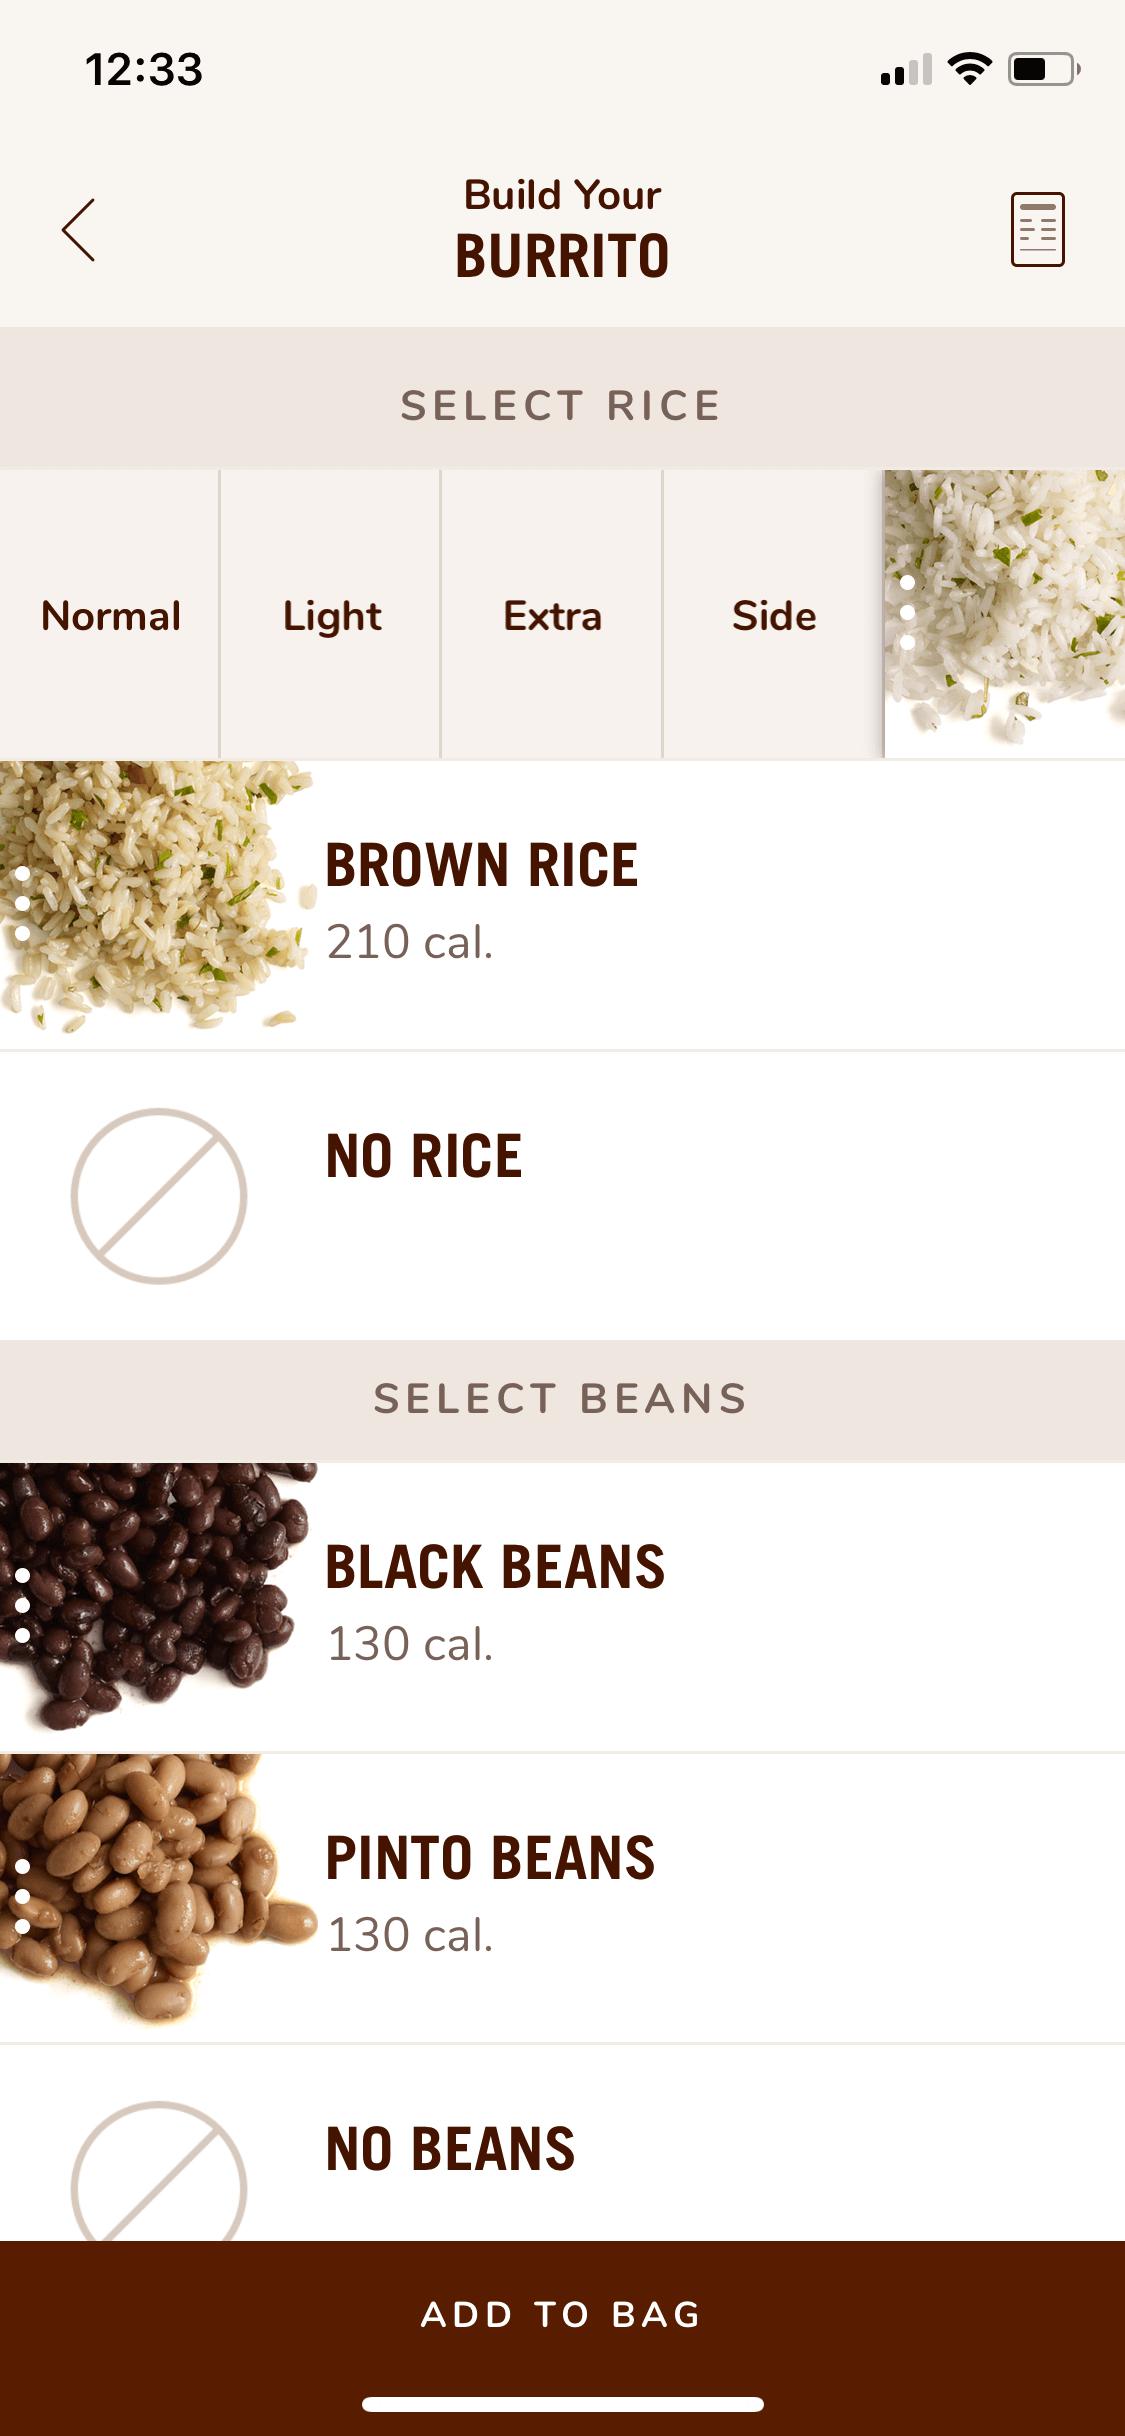 12:33
Build Your
BURRITO
SELECT RICE
Normal
Light
Extra
Side
BROWN RICE
210 cal.
NO RICE
SELECT BEANS
BLACK BEANS
130 cal.
PINTO BEANS
130 cal.
NO BEANS
ADD TO BAG